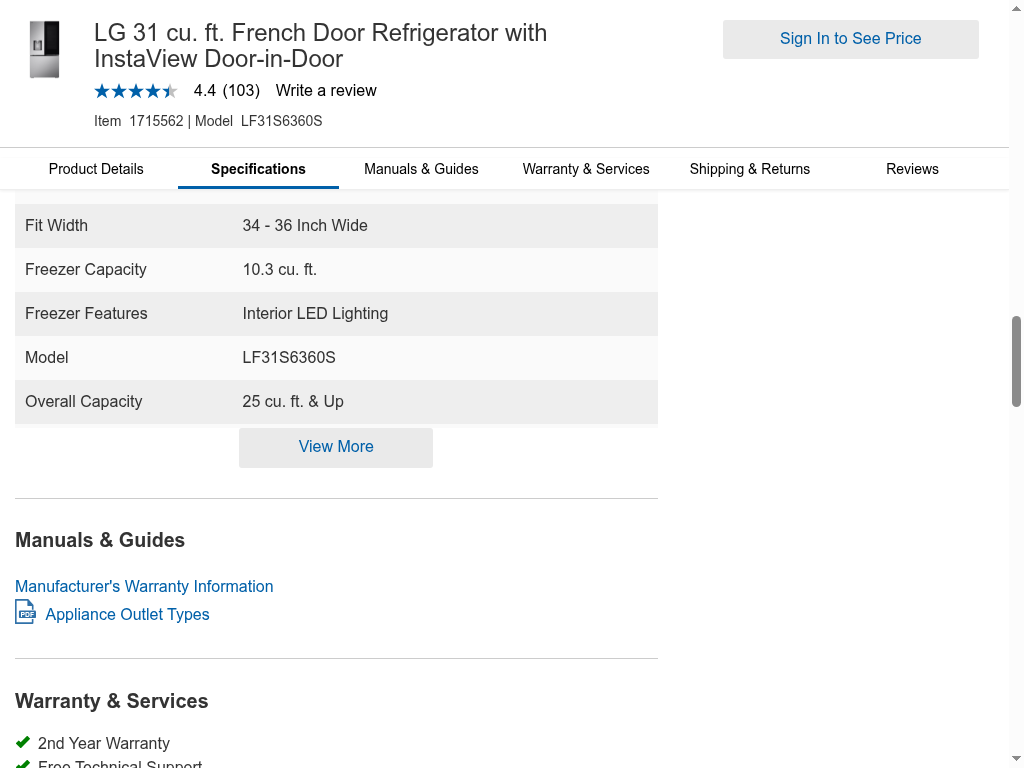 LG 31 cu. ft. French Door Refrigerator with
InstaView Door-in-Door
4.4 (103) Write a review
Item 1715562 | Model LF31S6360S
Sign In to See Price
Product Details Specifications Manuals & Guides Warranty & Services Shipping & Returns Reviews
Fit Width 34 - 36 Inch Wide
Freezer Capacity 10.3 cu. ft.
Freezer Features Interior LED Lighting
Model LF31S6360S
Overall Capacity 25 cu. ft. & Up
View More
Manuals & Guides
Manufacturer's Warranty Information
PDF Appliance Outlet Types
Warranty & Services
2nd Year Warranty
Free Technical Support